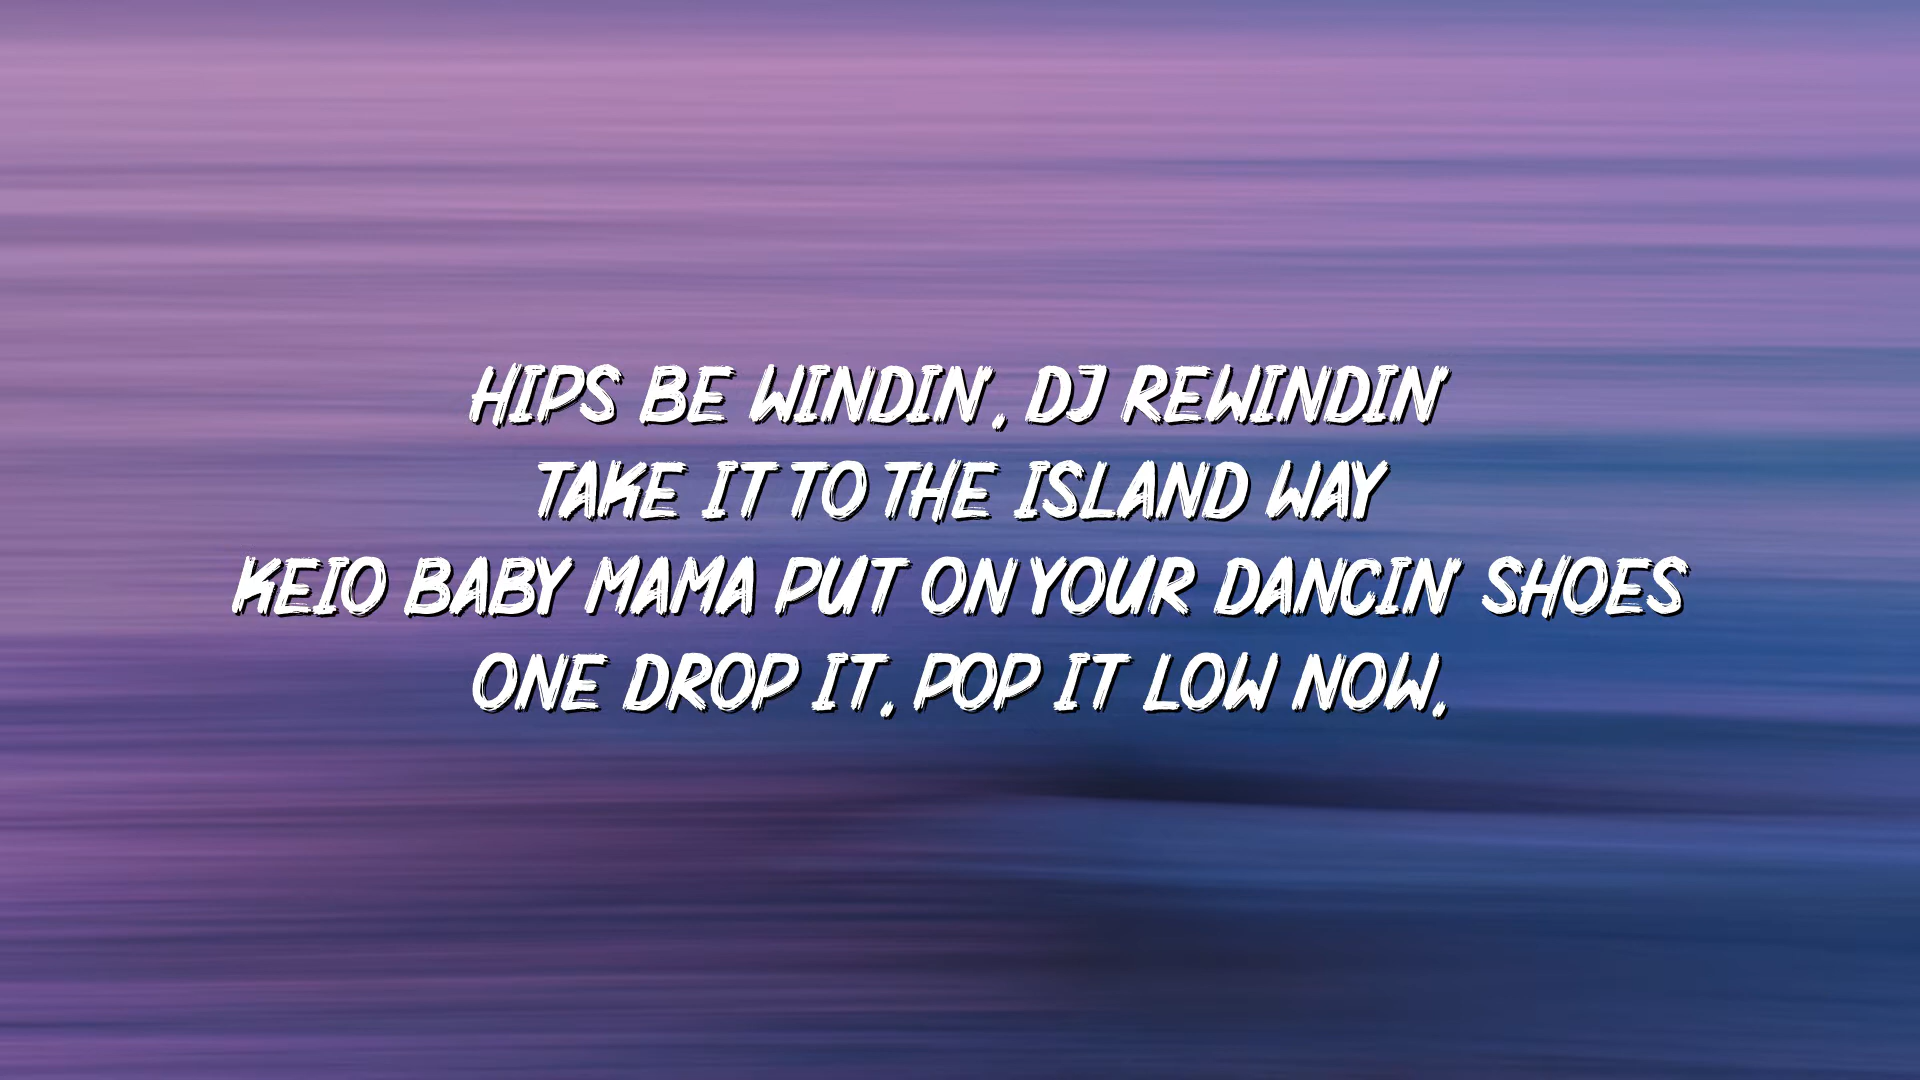 HIPS BE WINDIN', DJ REWINDIN'
TAKE IT TO THE ISLAND WAY
KEIO BABY MAMA PUT ON YOUR DANCIN' SHOES
ONE DROP IT, POP IT LOW NOW,